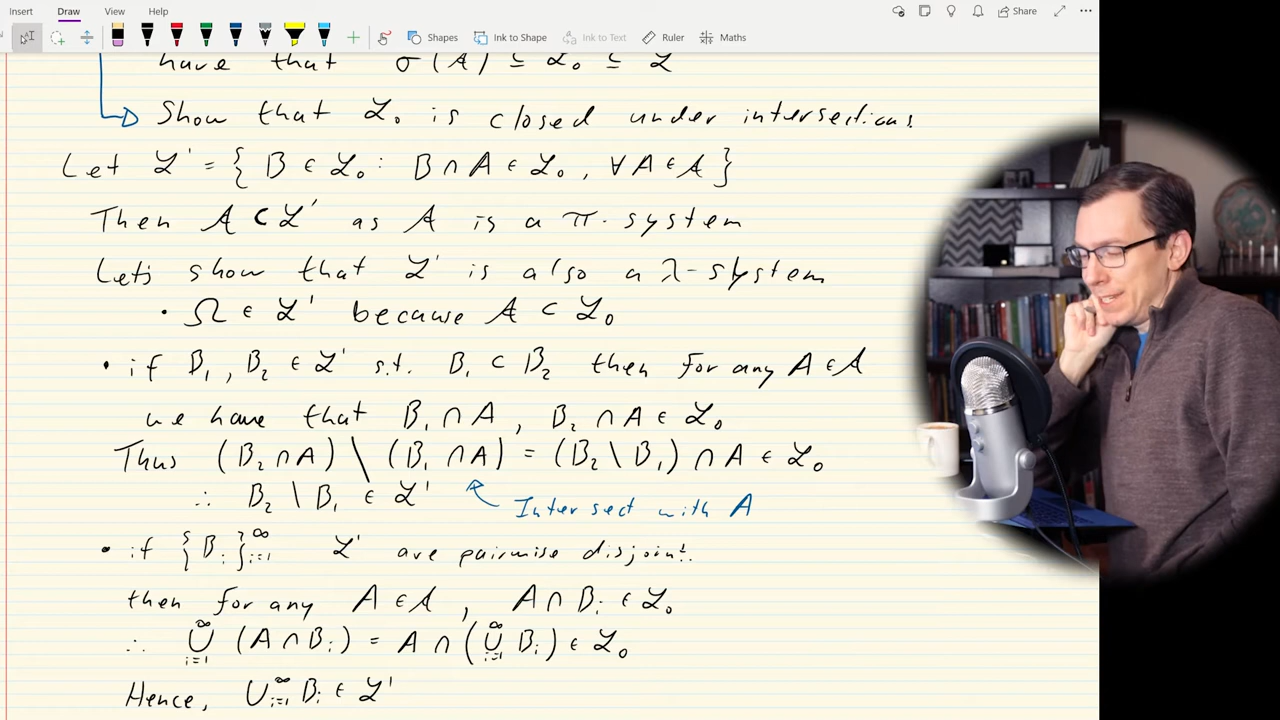 Insert Draw View Help Share
Shapes Ink to Shape Ink to Text Ruler Maths
have that σ(𝒜) ⊆ ℒ₀ ⊆ ℒ
Show that ℒ₀ is closed under intersections.
Let ℒ' = { B ∈ ℒ₀ : B ∩ A ∈ ℒ₀ , ∀ A ∈ 𝒜 }
Then 𝒜 ⊂ ℒ' as 𝒜 is a π-system
Let's show that ℒ' is also a λ-system
• Ω ∈ ℒ' because 𝒜 ⊂ ℒ₀
• if B₁ , B₂ ∈ ℒ' s.t. B₁ ⊂ B₂ then for any A ∈ 𝒜
we have that B₁ ∩ A , B₂ ∩ A ∈ ℒ₀
Thus (B₂ ∩ A) \ (B₁ ∩ A) = (B₂ \ B₁) ∩ A ∈ ℒ₀
∴ B₂ \ B₁ ∈ ℒ'
Intersect with A
• if {Bᵢ}ᵢ₌₁^∞ ℒ' are pairwise disjoint.
then for any A ∈ 𝒜 , A ∩ Bᵢ ∈ ℒ₀
∴ ∪ᵢ₌₁^∞ (A ∩ Bᵢ) = A ∩ (∪ᵢ₌₁^∞ Bᵢ) ∈ ℒ₀
Hence, ∪ᵢ₌₁^∞ Bᵢ ∈ ℒ'